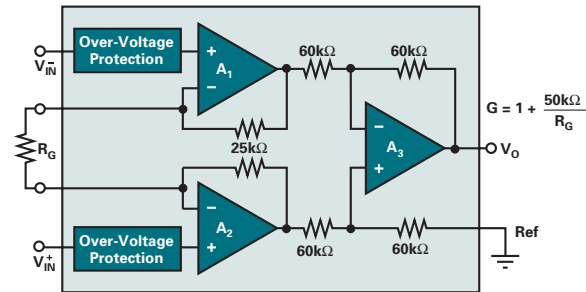 60kΩ 60kΩ
Over-Voltage
Protection
V⁻IN
+
A1
−
G = 1 + 50kΩ
RG
RG
25kΩ
−
A3
+
VO
−
A2
+
Over-Voltage
Protection
V⁺IN
60kΩ 60kΩ
Ref